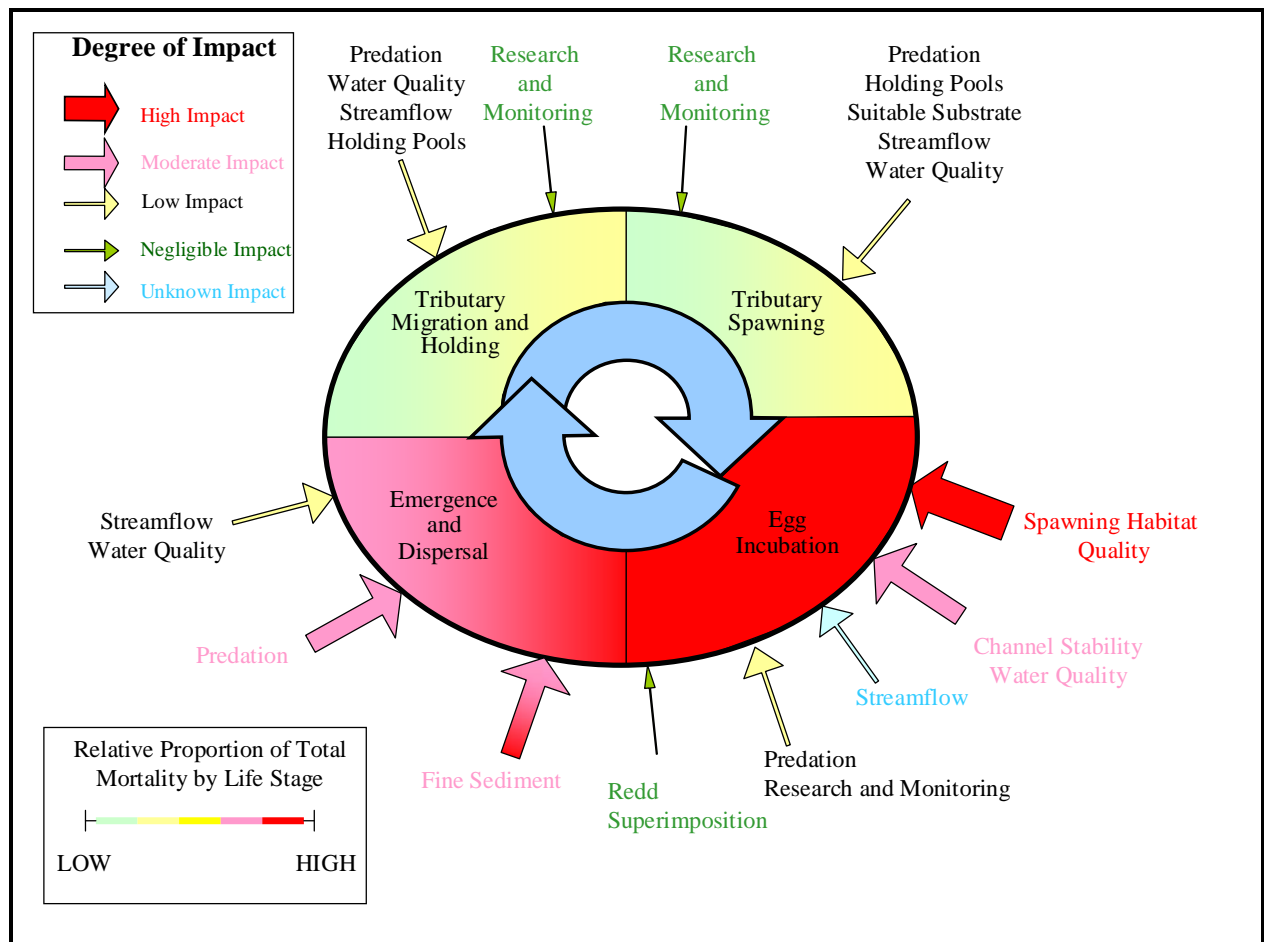 Degree of Impact
High Impact
Moderate Impact
Low Impact
Negligible Impact
Unknown Impact
Predation
Water Quality
Streamflow
Holding Pools
Research
and
Monitoring
Research
and
Monitoring
Predation
Holding Pools
Suitable Substrate
Streamflow
Water Quality
Tributary
Migration and
Holding
Tributary
Spawning
Emergence
and
Dispersal
Egg
Incubation
Streamflow
Water Quality
Spawning Habitat
Quality
Predation
Channel Stability
Water Quality
Streamflow
Fine Sediment
Redd
Superimposition
Predation
Research and Monitoring
Relative Proportion of Total
Mortality by Life Stage
LOW HIGH